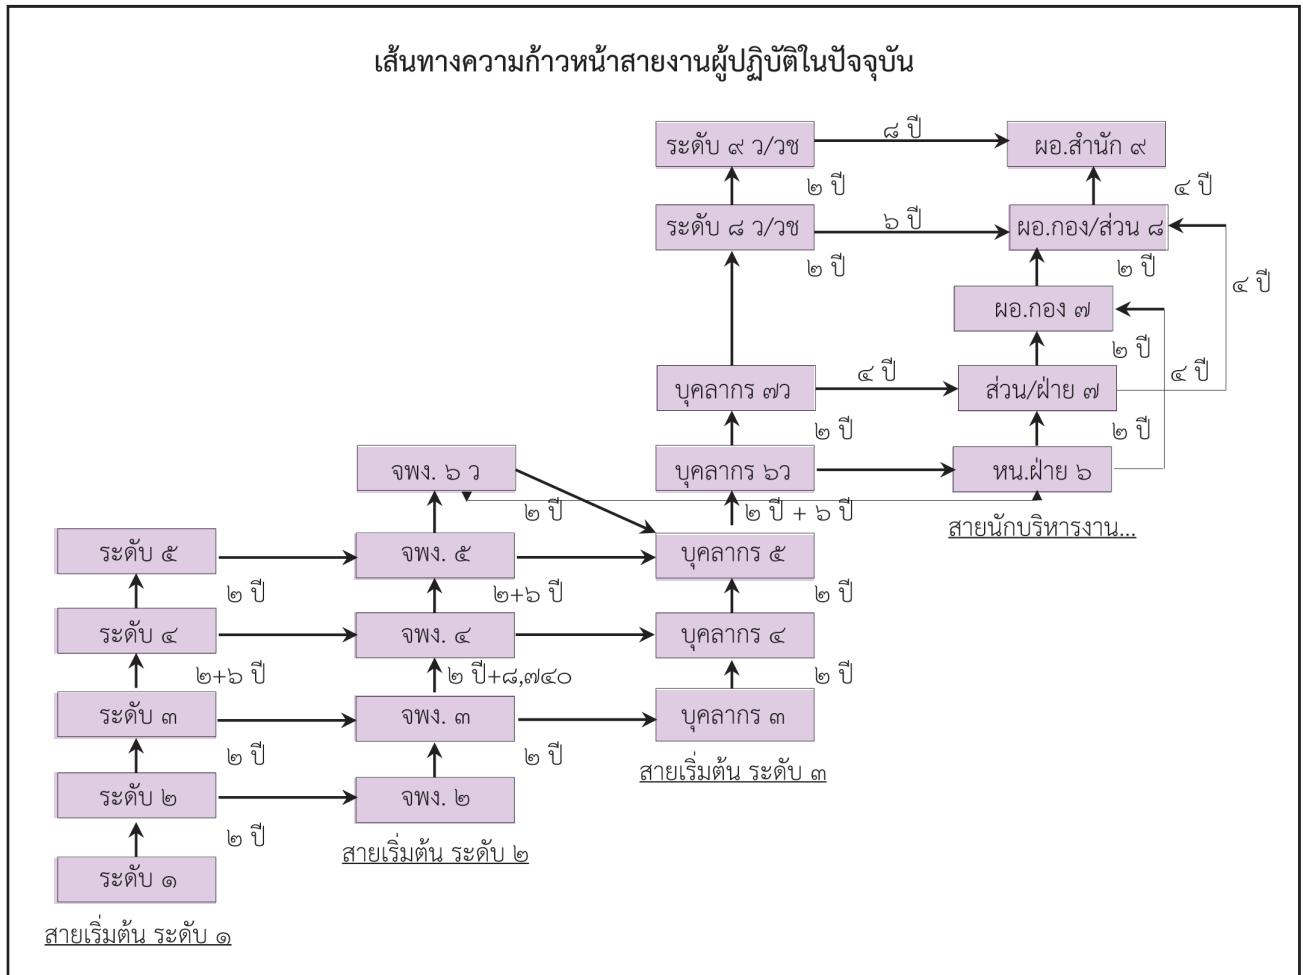 เส้นทางความก้าวหน้าสายงานผู้ปฏิบัติในปัจจุบัน
ระดับ ๙ ว/วช
๘ ปี
ผอ.สำนัก ๙
๒ ปี
๔ ปี
ระดับ ๘ ว/วช
๖ ปี
ผอ.กอง/ส่วน ๘
๒ ปี
๒ ปี
๔ ปี
ผอ.กอง ๗
๒ ปี
บุคลากร ๗ว
๔ ปี
ส่วน/ฝ่าย ๗
๔ ปี
๒ ปี
๒ ปี
จพง. ๖ ว
บุคลากร ๖ว
หน.ฝ่าย ๖
๒ ปี
๒ ปี + ๖ ปี
สายนักบริหารงาน...
ระดับ ๕
จพง. ๕
บุคลากร ๕
๒ ปี
๒+๖ ปี
๒ ปี
ระดับ ๔
จพง. ๔
บุคลากร ๔
๒+๖ ปี
๒ ปี+๘,๗๔๐
๒ ปี
ระดับ ๓
จพง. ๓
บุคลากร ๓
๒ ปี
๒ ปี
สายเริ่มต้น ระดับ ๓
ระดับ ๒
จพง. ๒
๒ ปี
สายเริ่มต้น ระดับ ๒
ระดับ ๑
สายเริ่มต้น ระดับ ๑